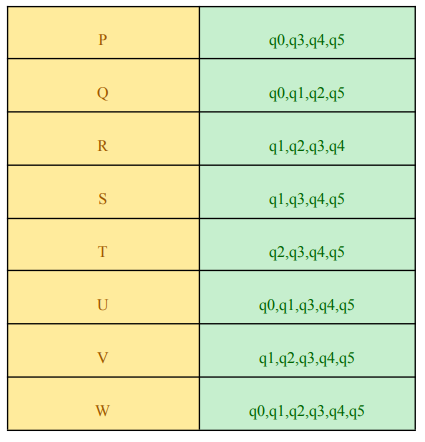 P q0,q3,q4,q5
Q q0,q1,q2,q5
R q1,q2,q3,q4
S q1,q3,q4,q5
T q2,q3,q4,q5
U q0,q1,q3,q4,q5
V q1,q2,q3,q4,q5
W q0,q1,q2,q3,q4,q5